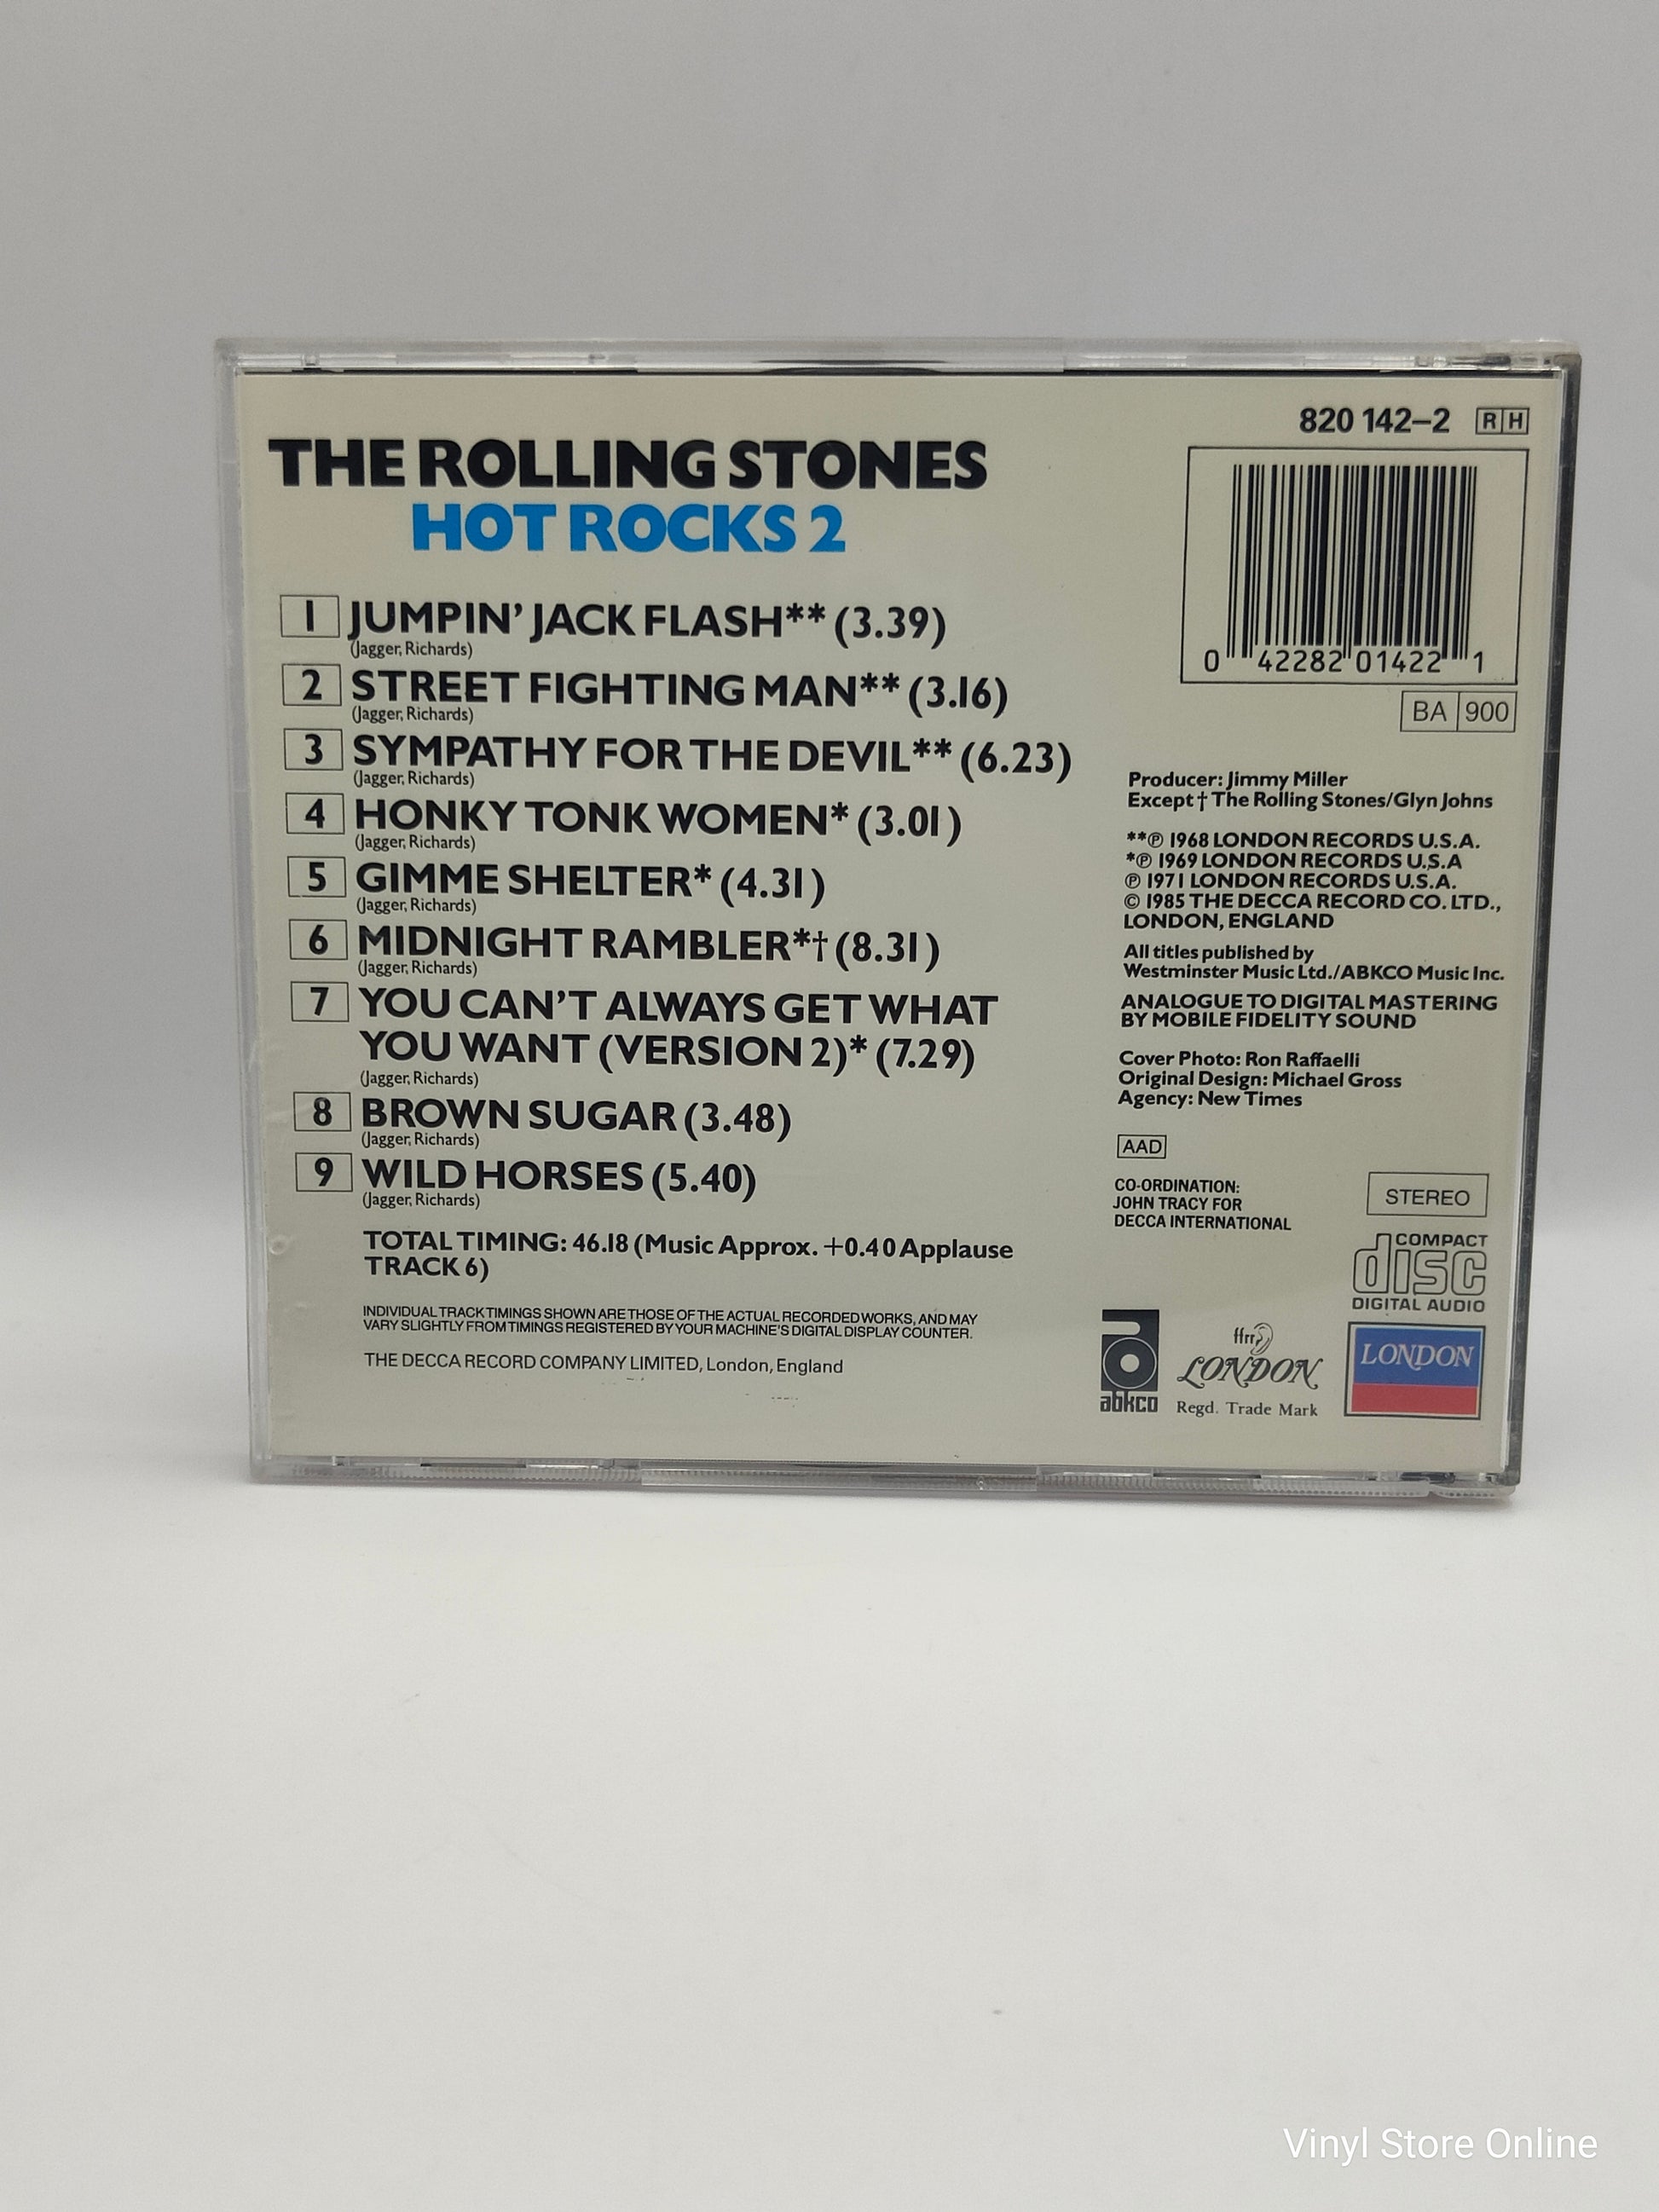 820 142–2 RH
THE ROLLING STONES
HOT ROCKS 2
1 JUMPIN' JACK FLASH** (3.39)
(Jagger, Richards)
2 STREET FIGHTING MAN** (3.16)
(Jagger, Richards)
3 SYMPATHY FOR THE DEVIL** (6.23)
(Jagger, Richards)
4 HONKY TONK WOMEN* (3.01)
(Jagger, Richards)
5 GIMME SHELTER* (4.31)
(Jagger, Richards)
6 MIDNIGHT RAMBLER*† (8.31)
(Jagger, Richards)
7 YOU CAN'T ALWAYS GET WHAT
YOU WANT (VERSION 2)* (7.29)
(Jagger, Richards)
8 BROWN SUGAR (3.48)
(Jagger, Richards)
9 WILD HORSES (5.40)
(Jagger, Richards)
TOTAL TIMING: 46.18 (Music Approx. +0.40 Applause
TRACK 6)
INDIVIDUAL TRACK TIMINGS SHOWN ARE THOSE OF THE ACTUAL RECORDED WORKS, AND MAY
VARY SLIGHTLY FROM TIMINGS REGISTERED BY YOUR MACHINE'S DIGITAL DISPLAY COUNTER.
THE DECCA RECORD COMPANY LIMITED, London, England
0 42282 01422 1
BA 900
Producer: Jimmy Miller
Except † The Rolling Stones/Glyn Johns
**℗ 1968 LONDON RECORDS U.S.A.
*℗ 1969 LONDON RECORDS U.S.A
℗ 1971 LONDON RECORDS U.S.A.
© 1985 THE DECCA RECORD CO. LTD.,
LONDON, ENGLAND
All titles published by
Westminster Music Ltd./ABKCO Music Inc.
ANALOGUE TO DIGITAL MASTERING
BY MOBILE FIDELITY SOUND
Cover Photo: Ron Raffaelli
Original Design: Michael Gross
Agency: New Times
AAD
CO-ORDINATION:
JOHN TRACY FOR
DECCA INTERNATIONAL
STEREO
COMPACT
disc
DIGITAL AUDIO
abkco
ffrr
LONDON
Regd. Trade Mark
LONDON
Vinyl Store Online